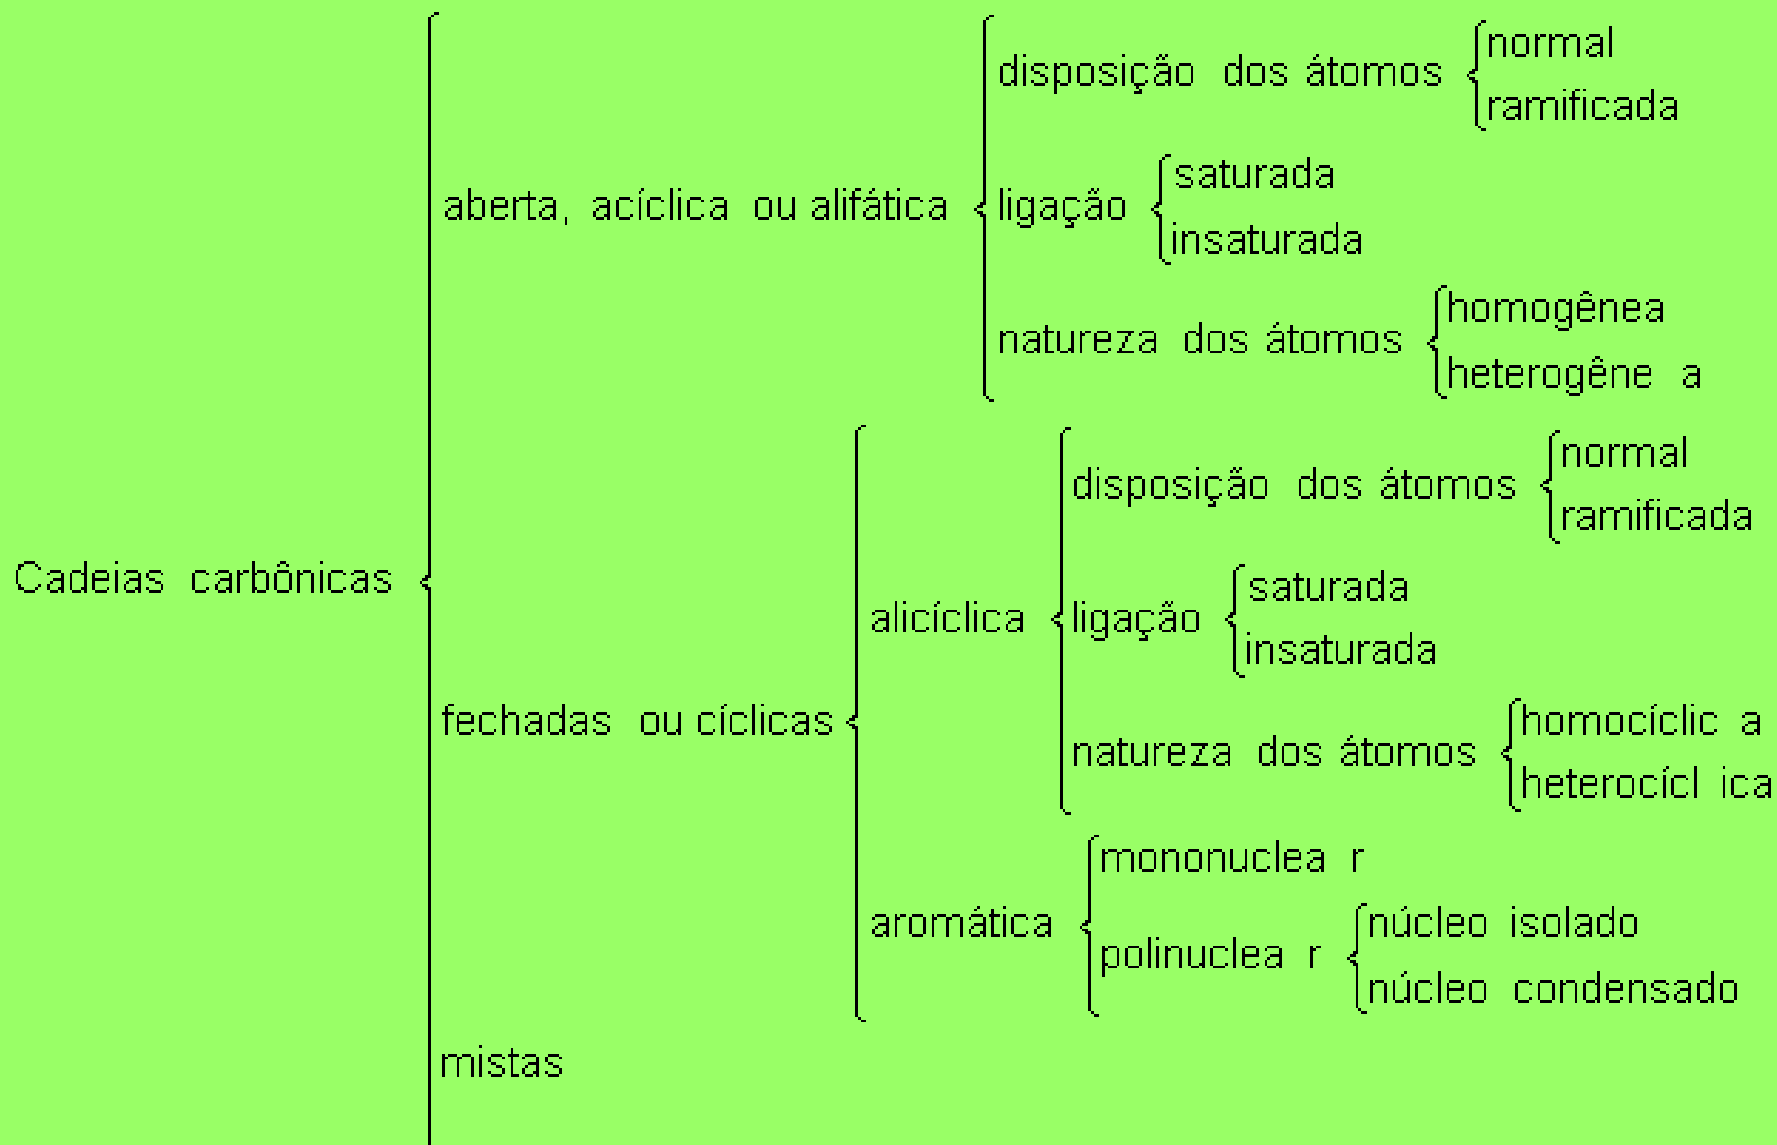 Cadeias carbônicas
aberta, acíclica ou alifática
disposição dos átomos
normal
ramificada
ligação
saturada
insaturada
natureza dos átomos
homogênea
heterogêne a
fechadas ou cíclicas
alicíclica
disposição dos átomos
normal
ramificada
ligação
saturada
insaturada
natureza dos átomos
homocíclic a
heterocícl ica
aromática
mononuclea r
polinuclea r
núcleo isolado
núcleo condensado
mistas